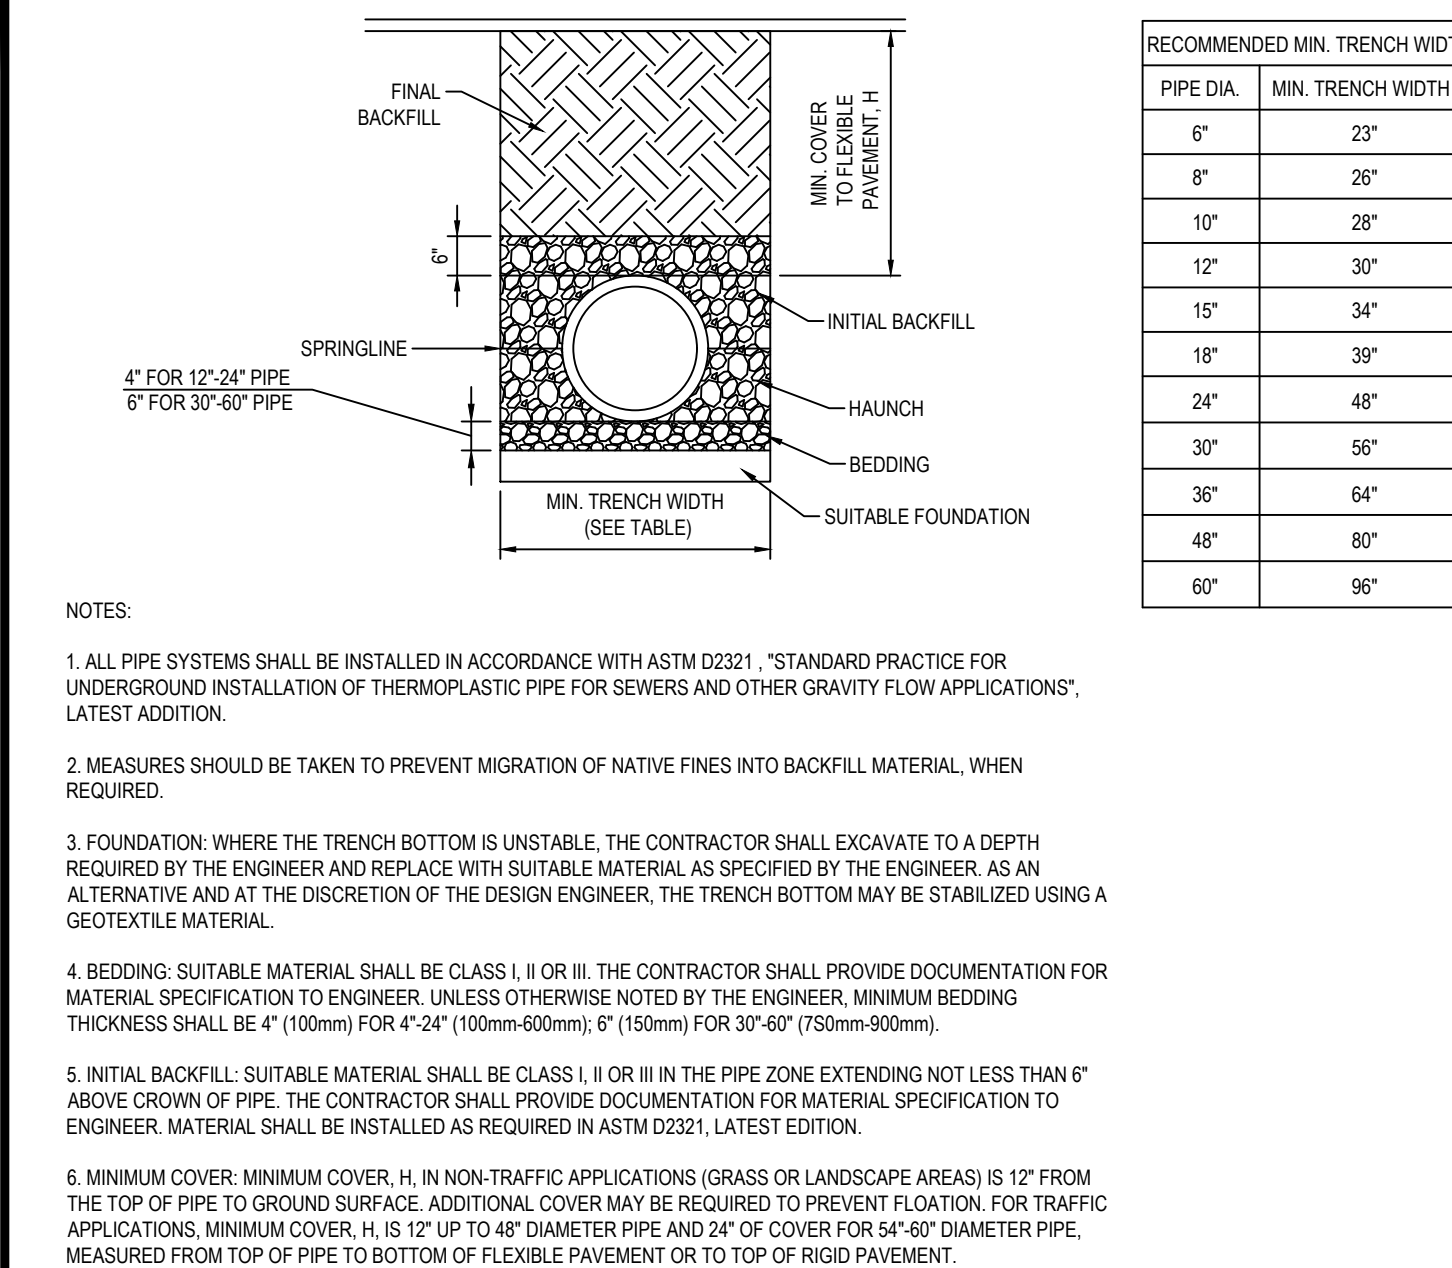 FINAL
BACKFILL
MIN. COVER
TO FLEXIBLE
PAVEMENT, H
6"
INITIAL BACKFILL
SPRINGLINE
4" FOR 12"-24" PIPE
6" FOR 30"-60" PIPE
HAUNCH
BEDDING
MIN. TRENCH WIDTH
(SEE TABLE)
SUITABLE FOUNDATION
RECOMMENDED MIN. TRENCH WIDT
PIPE DIA. MIN. TRENCH WIDTH
6" 23"
8" 26"
10" 28"
12" 30"
15" 34"
18" 39"
24" 48"
30" 56"
36" 64"
48" 80"
60" 96"
NOTES:
1. ALL PIPE SYSTEMS SHALL BE INSTALLED IN ACCORDANCE WITH ASTM D2321 , "STANDARD PRACTICE FOR
UNDERGROUND INSTALLATION OF THERMOPLASTIC PIPE FOR SEWERS AND OTHER GRAVITY FLOW APPLICATIONS",
LATEST ADDITION.
2. MEASURES SHOULD BE TAKEN TO PREVENT MIGRATION OF NATIVE FINES INTO BACKFILL MATERIAL, WHEN
REQUIRED.
3. FOUNDATION: WHERE THE TRENCH BOTTOM IS UNSTABLE, THE CONTRACTOR SHALL EXCAVATE TO A DEPTH
REQUIRED BY THE ENGINEER AND REPLACE WITH SUITABLE MATERIAL AS SPECIFIED BY THE ENGINEER. AS AN
ALTERNATIVE AND AT THE DISCRETION OF THE DESIGN ENGINEER, THE TRENCH BOTTOM MAY BE STABILIZED USING A
GEOTEXTILE MATERIAL.
4. BEDDING: SUITABLE MATERIAL SHALL BE CLASS I, II OR III. THE CONTRACTOR SHALL PROVIDE DOCUMENTATION FOR
MATERIAL SPECIFICATION TO ENGINEER. UNLESS OTHERWISE NOTED BY THE ENGINEER, MINIMUM BEDDING
THICKNESS SHALL BE 4" (100mm) FOR 4"-24" (100mm-600mm); 6" (150mm) FOR 30"-60" (7S0mm-900mm).
5. INITIAL BACKFILL: SUITABLE MATERIAL SHALL BE CLASS I, II OR III IN THE PIPE ZONE EXTENDING NOT LESS THAN 6"
ABOVE CROWN OF PIPE. THE CONTRACTOR SHALL PROVIDE DOCUMENTATION FOR MATERIAL SPECIFICATION TO
ENGINEER. MATERIAL SHALL BE INSTALLED AS REQUIRED IN ASTM D2321, LATEST EDITION.
6. MINIMUM COVER: MINIMUM COVER, H, IN NON-TRAFFIC APPLICATIONS (GRASS OR LANDSCAPE AREAS) IS 12" FROM
THE TOP OF PIPE TO GROUND SURFACE. ADDITIONAL COVER MAY BE REQUIRED TO PREVENT FLOATION. FOR TRAFFIC
APPLICATIONS, MINIMUM COVER, H, IS 12" UP TO 48" DIAMETER PIPE AND 24" OF COVER FOR 54"-60" DIAMETER PIPE,
MEASURED FROM TOP OF PIPE TO BOTTOM OF FLEXIBLE PAVEMENT OR TO TOP OF RIGID PAVEMENT.